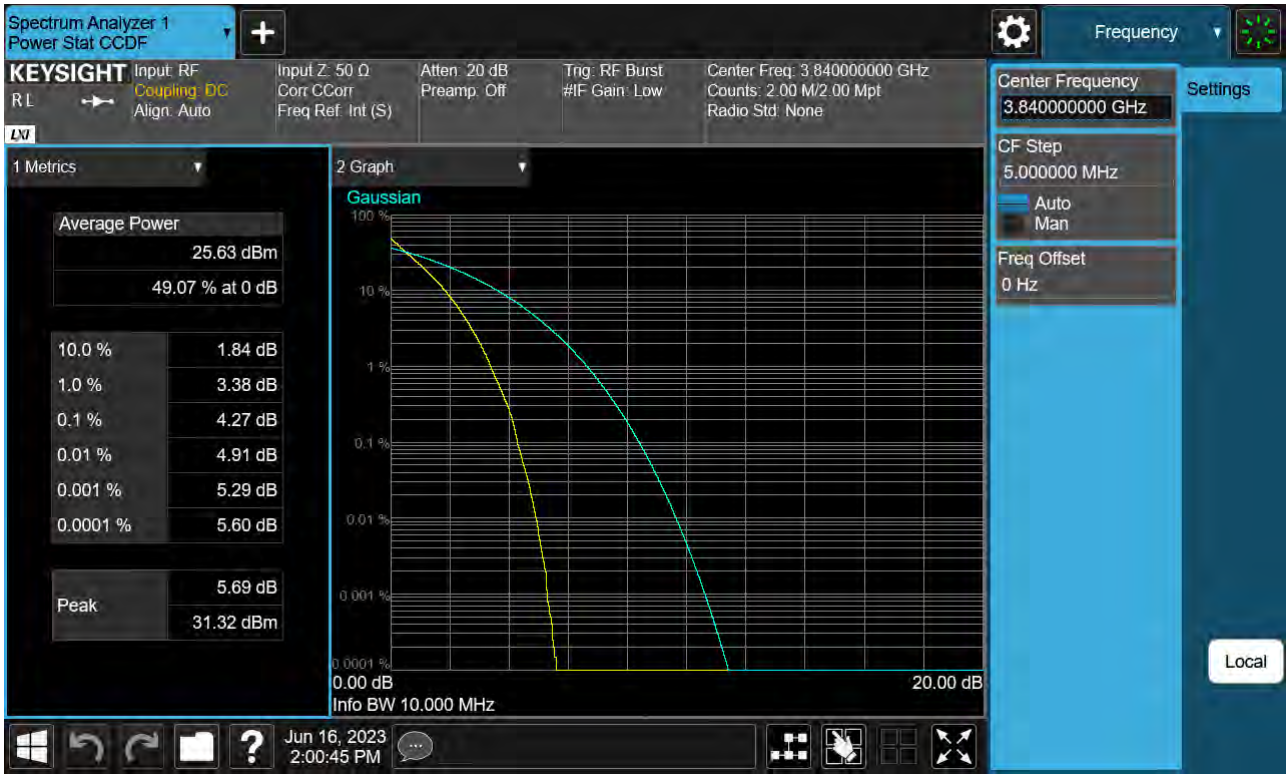 Spectrum Analyzer 1
Power Stat CCDF
Frequency
KEYSIGHT
RL
LXI
Input: RF
Coupling: DC
Align: Auto
Input Z: 50 Ω
Corr CCorr
Freq Ref: Int (S)
Atten: 20 dB
Preamp: Off
Trig: RF Burst
#IF Gain: Low
Center Freq: 3.840000000 GHz
Counts: 2.00 M/2.00 Mpt
Radio Std: None
Center Frequency
3.840000000 GHz
Settings
CF Step
5.000000 MHz
Auto
Man
Freq Offset
0 Hz
1 Metrics
Average Power
25.63 dBm
49.07 % at 0 dB
10.0 % 1.84 dB
1.0 % 3.38 dB
0.1 % 4.27 dB
0.01 % 4.91 dB
0.001 % 5.29 dB
0.0001 % 5.60 dB
Peak
5.69 dB
31.32 dBm
2 Graph
Gaussian
100 %
10 %
1 %
0.1 %
0.01 %
0.001 %
0.0001 %
0.00 dB
20.00 dB
Info BW 10.000 MHz
Local
?
Jun 16, 2023
2:00:45 PM